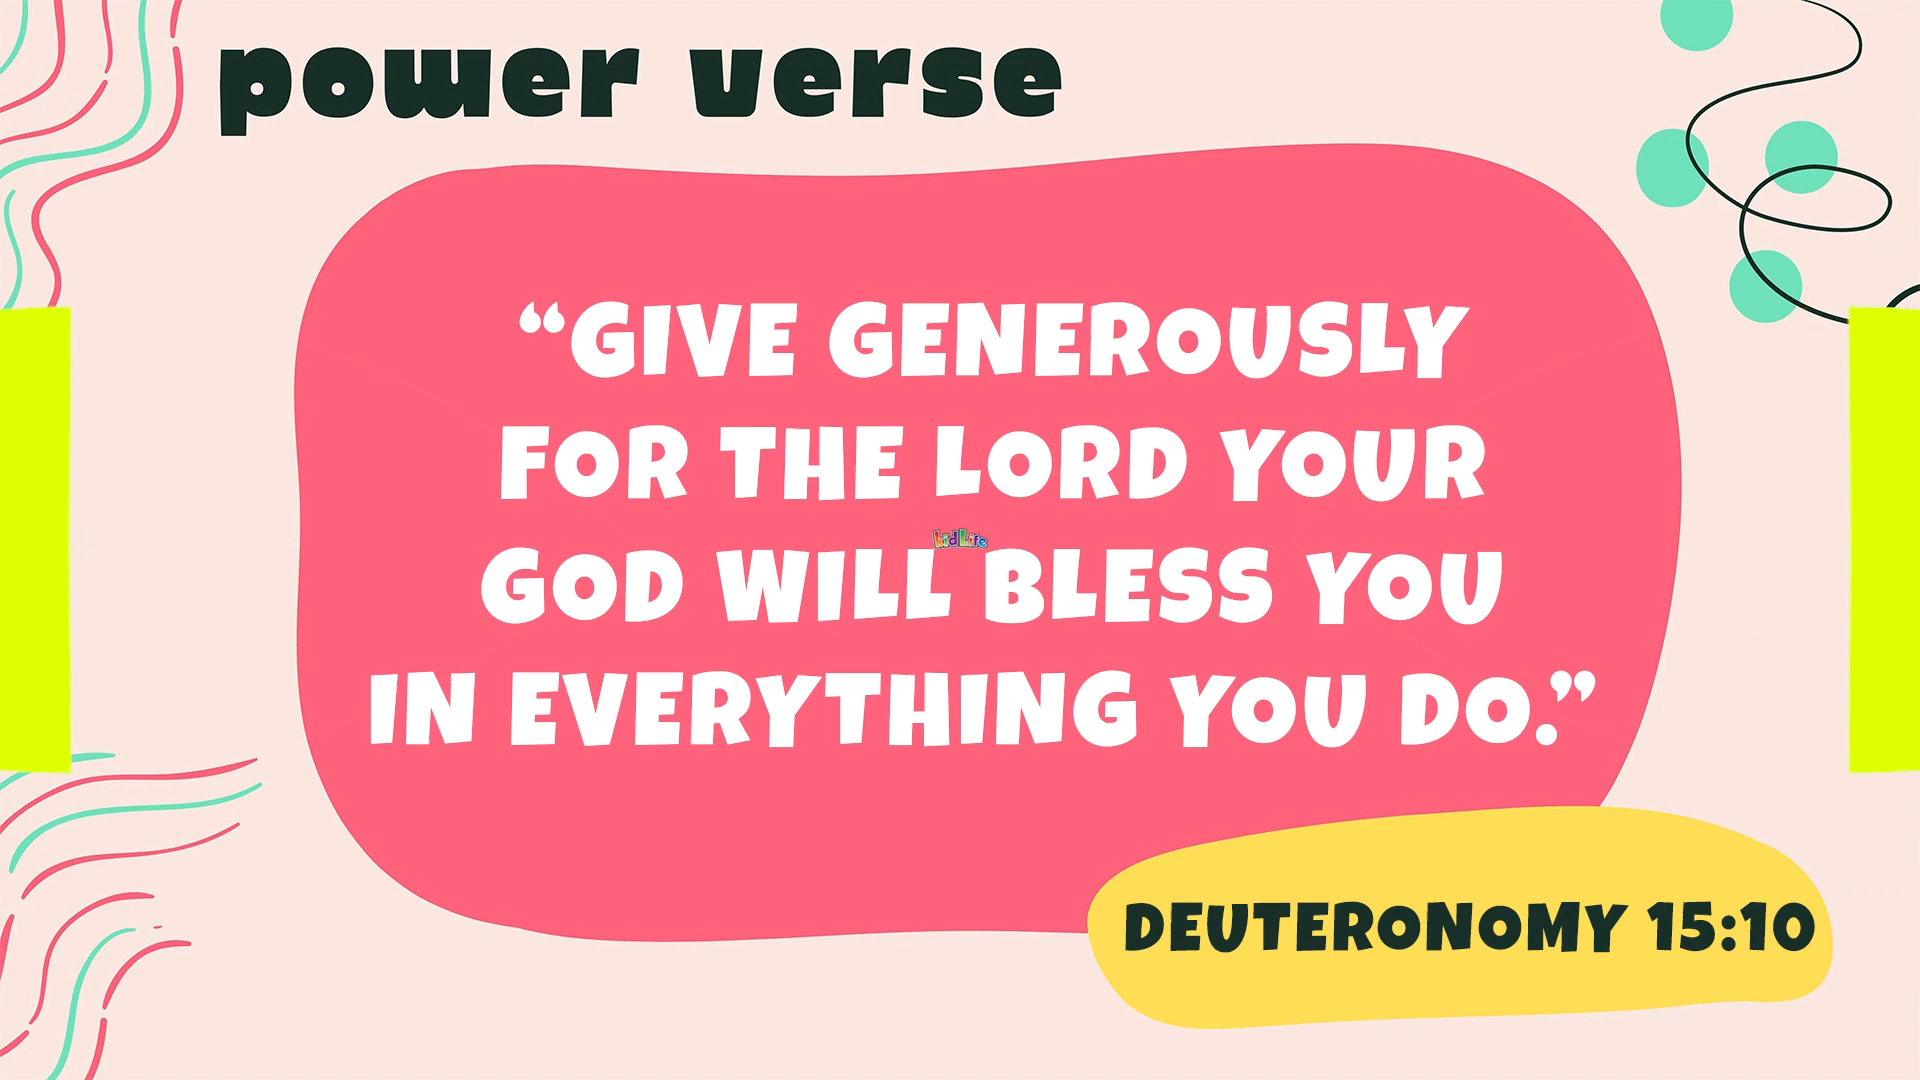 power verse
“GIVE GENEROUSLY
FOR THE LORD YOUR
kidLife
GOD WILL BLESS YOU
IN EVERYTHING YOU DO.”
DEUTERONOMY 15:10